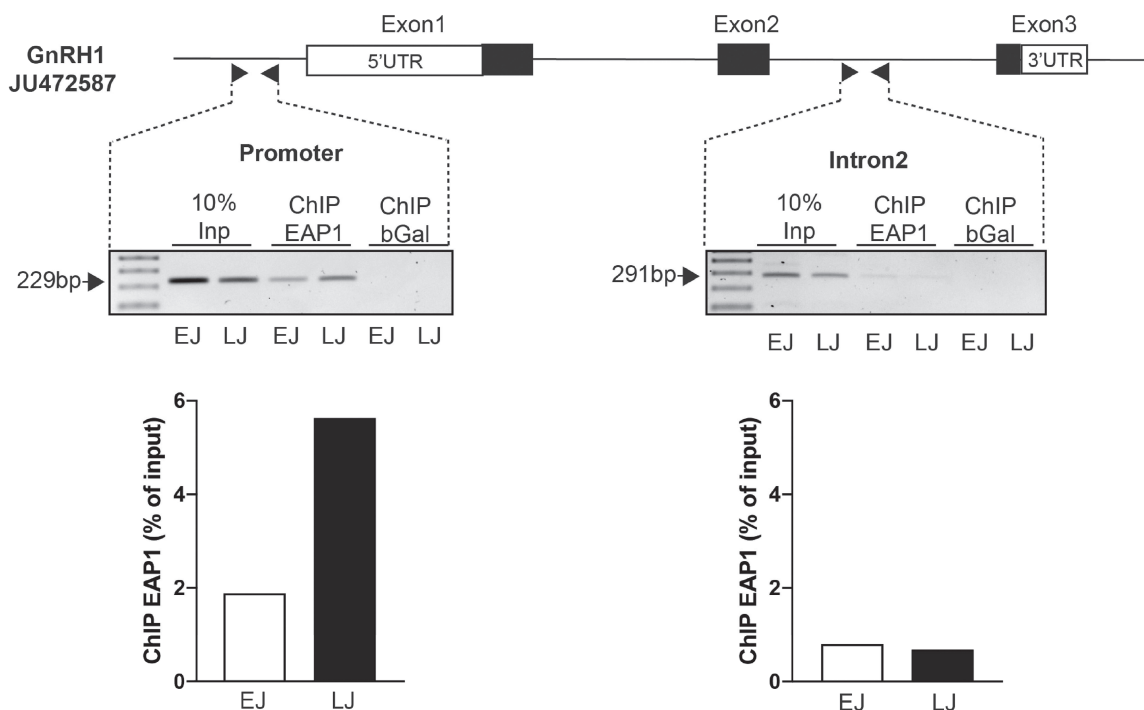 Exon1
Exon2
Exon3
GnRH1
JU472587
5'UTR
3'UTR
Promoter
10%
Inp
ChIP
EAP1
ChIP
bGal
229bp
EJ LJ EJ LJ EJ LJ
Intron2
10%
Inp
ChIP
EAP1
ChIP
bGal
291bp
EJ LJ EJ LJ EJ LJ
ChIP EAP1 (% of input)
6
4
2
0
EJ LJ
ChIP EAP1 (% of input)
6
4
2
0
EJ LJ